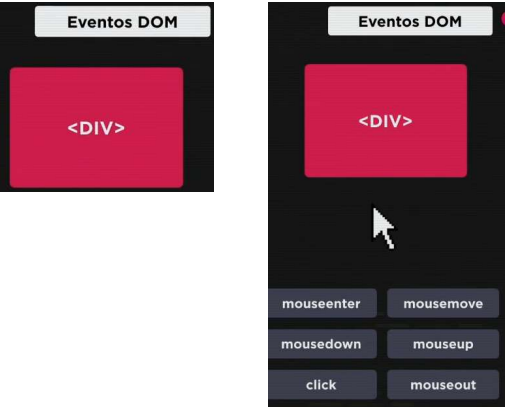 Eventos DOM
<DIV>
Eventos DOM
<DIV>
mouseenter
mousemove
mousedown
mouseup
click
mouseout